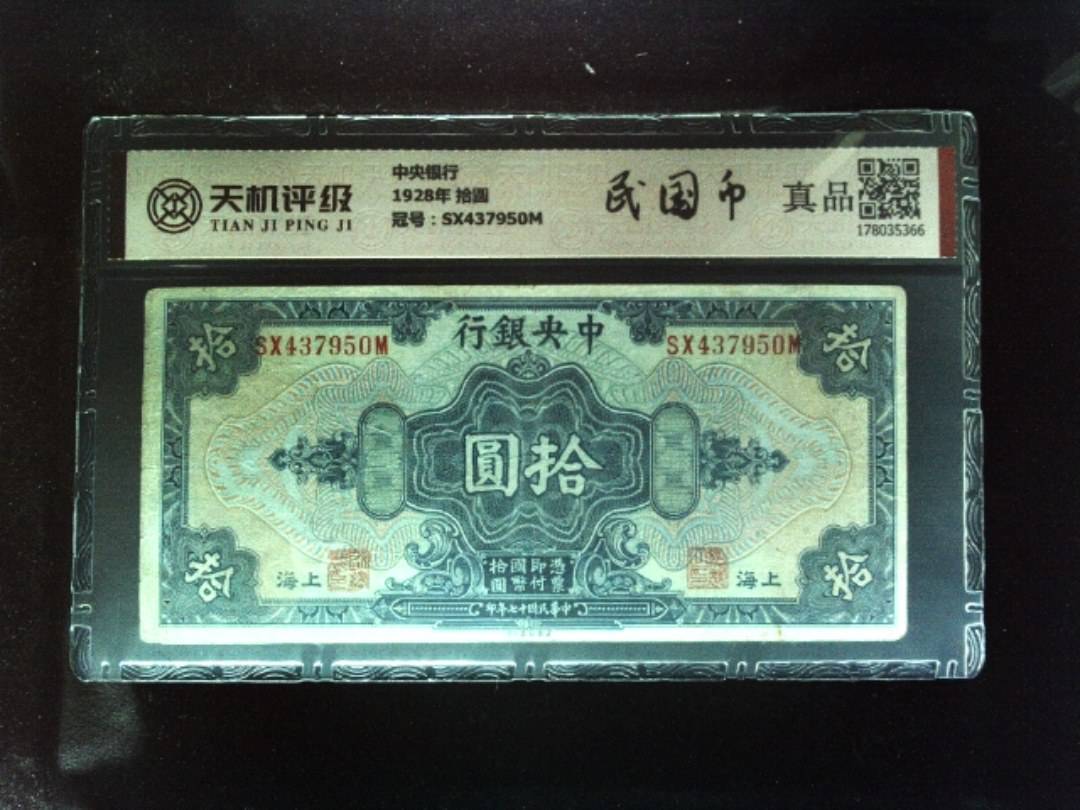 天机评级
TIAN JI PING JI
中央银行
1928年 拾圆
冠号：SX437950M
民国币
真品
178035366
行銀央中
SX437950M SX437950M
拾 拾
圓拾
拾 拾
海上 海上
憑票
即付
國幣
拾圓
印年七十國民華中